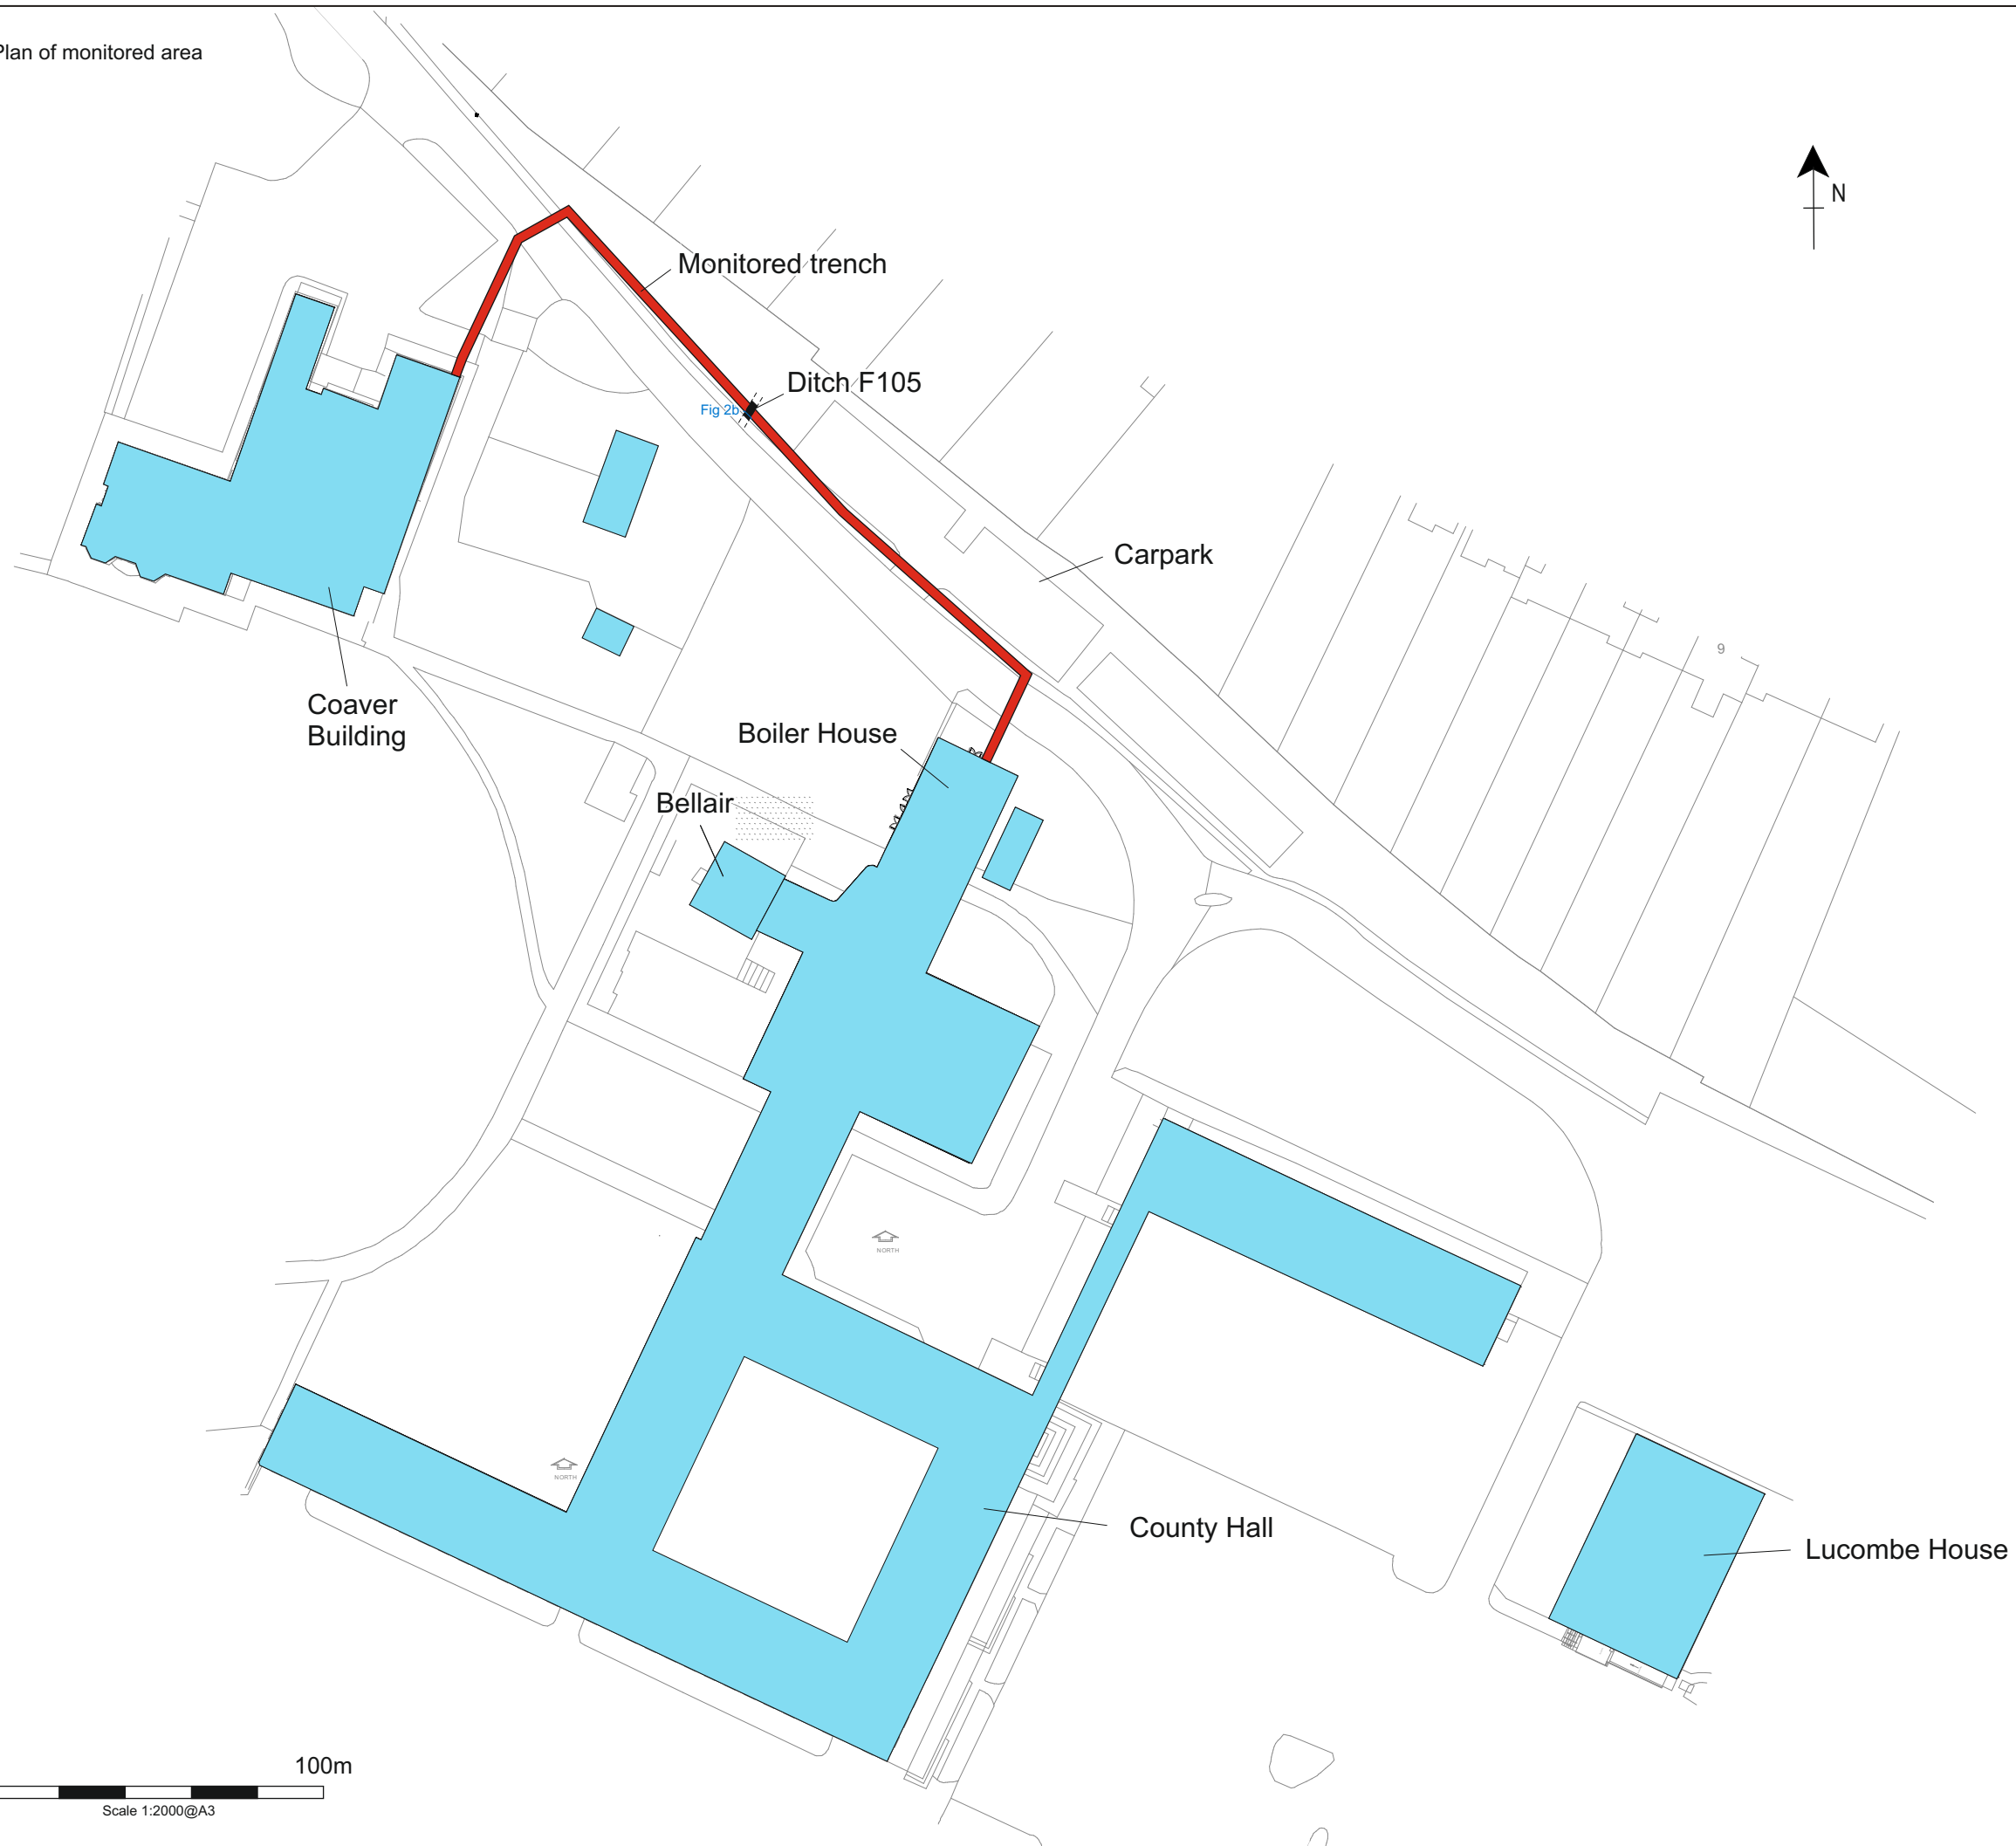 Plan of monitored area
N
Monitored trench
Ditch F105
Fig 2b
Carpark
9
Coaver
Building
Boiler House
Bellair
NORTH
NORTH
County Hall
Lucombe House
100m
Scale 1:2000@A3